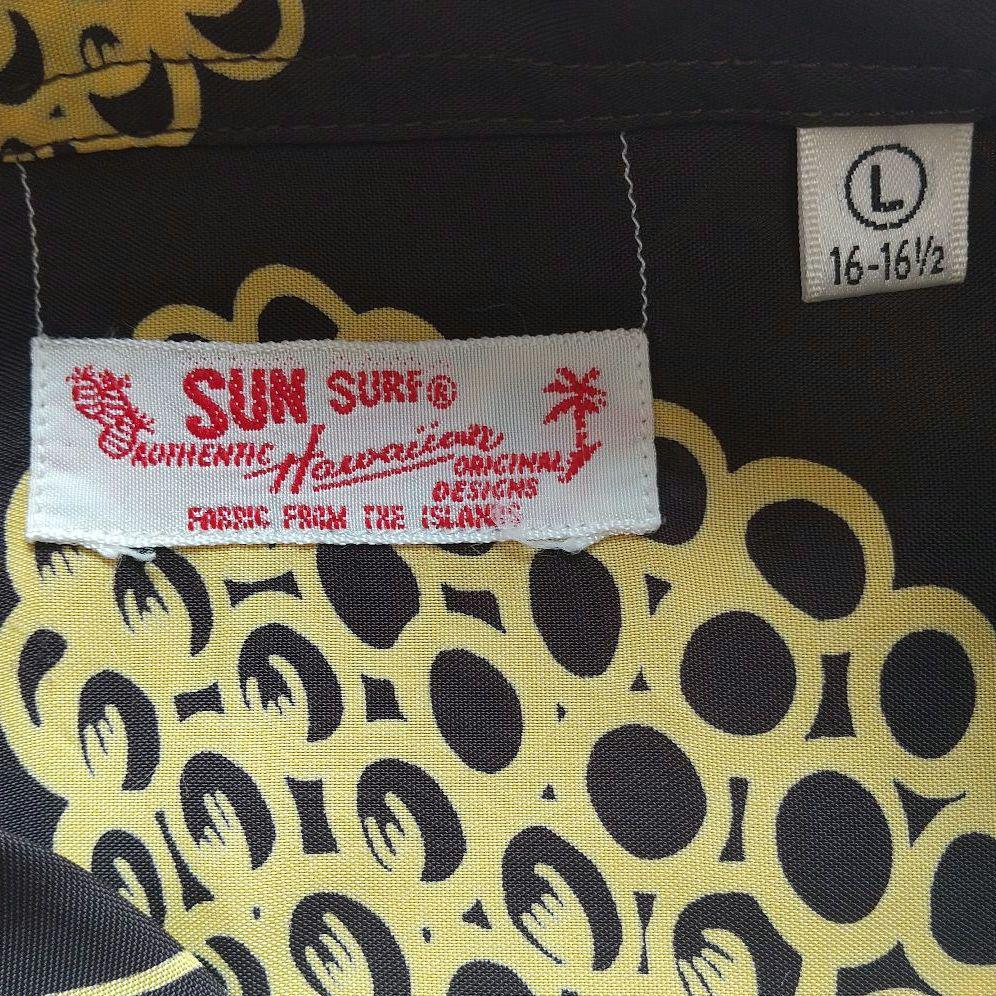 SUN SURF®
AUTHENTIC Hawaiian ORIGINAL
DESIGNS
FABRIC FROM THE ISLANDS
L
16-16½